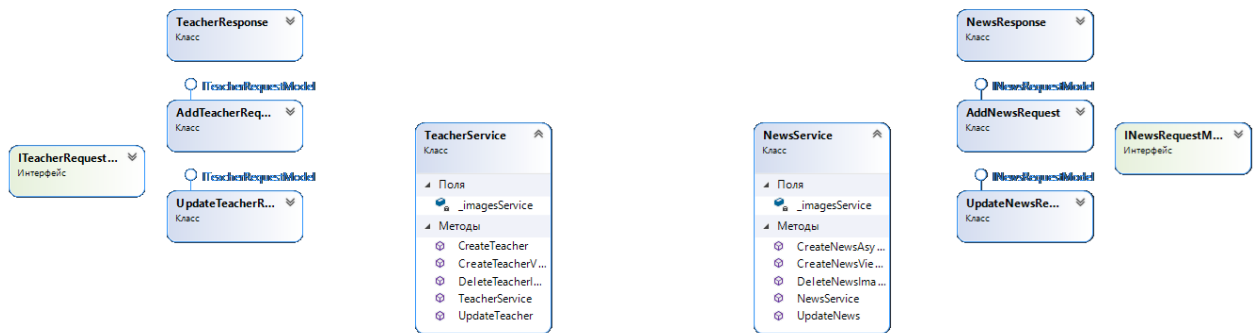 TeacherResponse
Класс
ITeacherRequestModel
AddTeacherReq...
Класс
ITeacherRequest...
Интерфейс
ITeacherRequestModel
UpdateTeacherR...
Класс
TeacherService
Класс
Поля
_imagesService
Методы
CreateTeacher
CreateTeacherV...
DeleteTeacherI...
TeacherService
UpdateTeacher
NewsService
Класс
Поля
_imagesService
Методы
CreateNewsAsy...
CreateNewsVie...
DeleteNewsIma...
NewsService
UpdateNews
NewsResponse
Класс
INewsRequestModel
AddNewsRequest
Класс
INewsRequestM...
Интерфейс
INewsRequestModel
UpdateNewsRe...
Класс